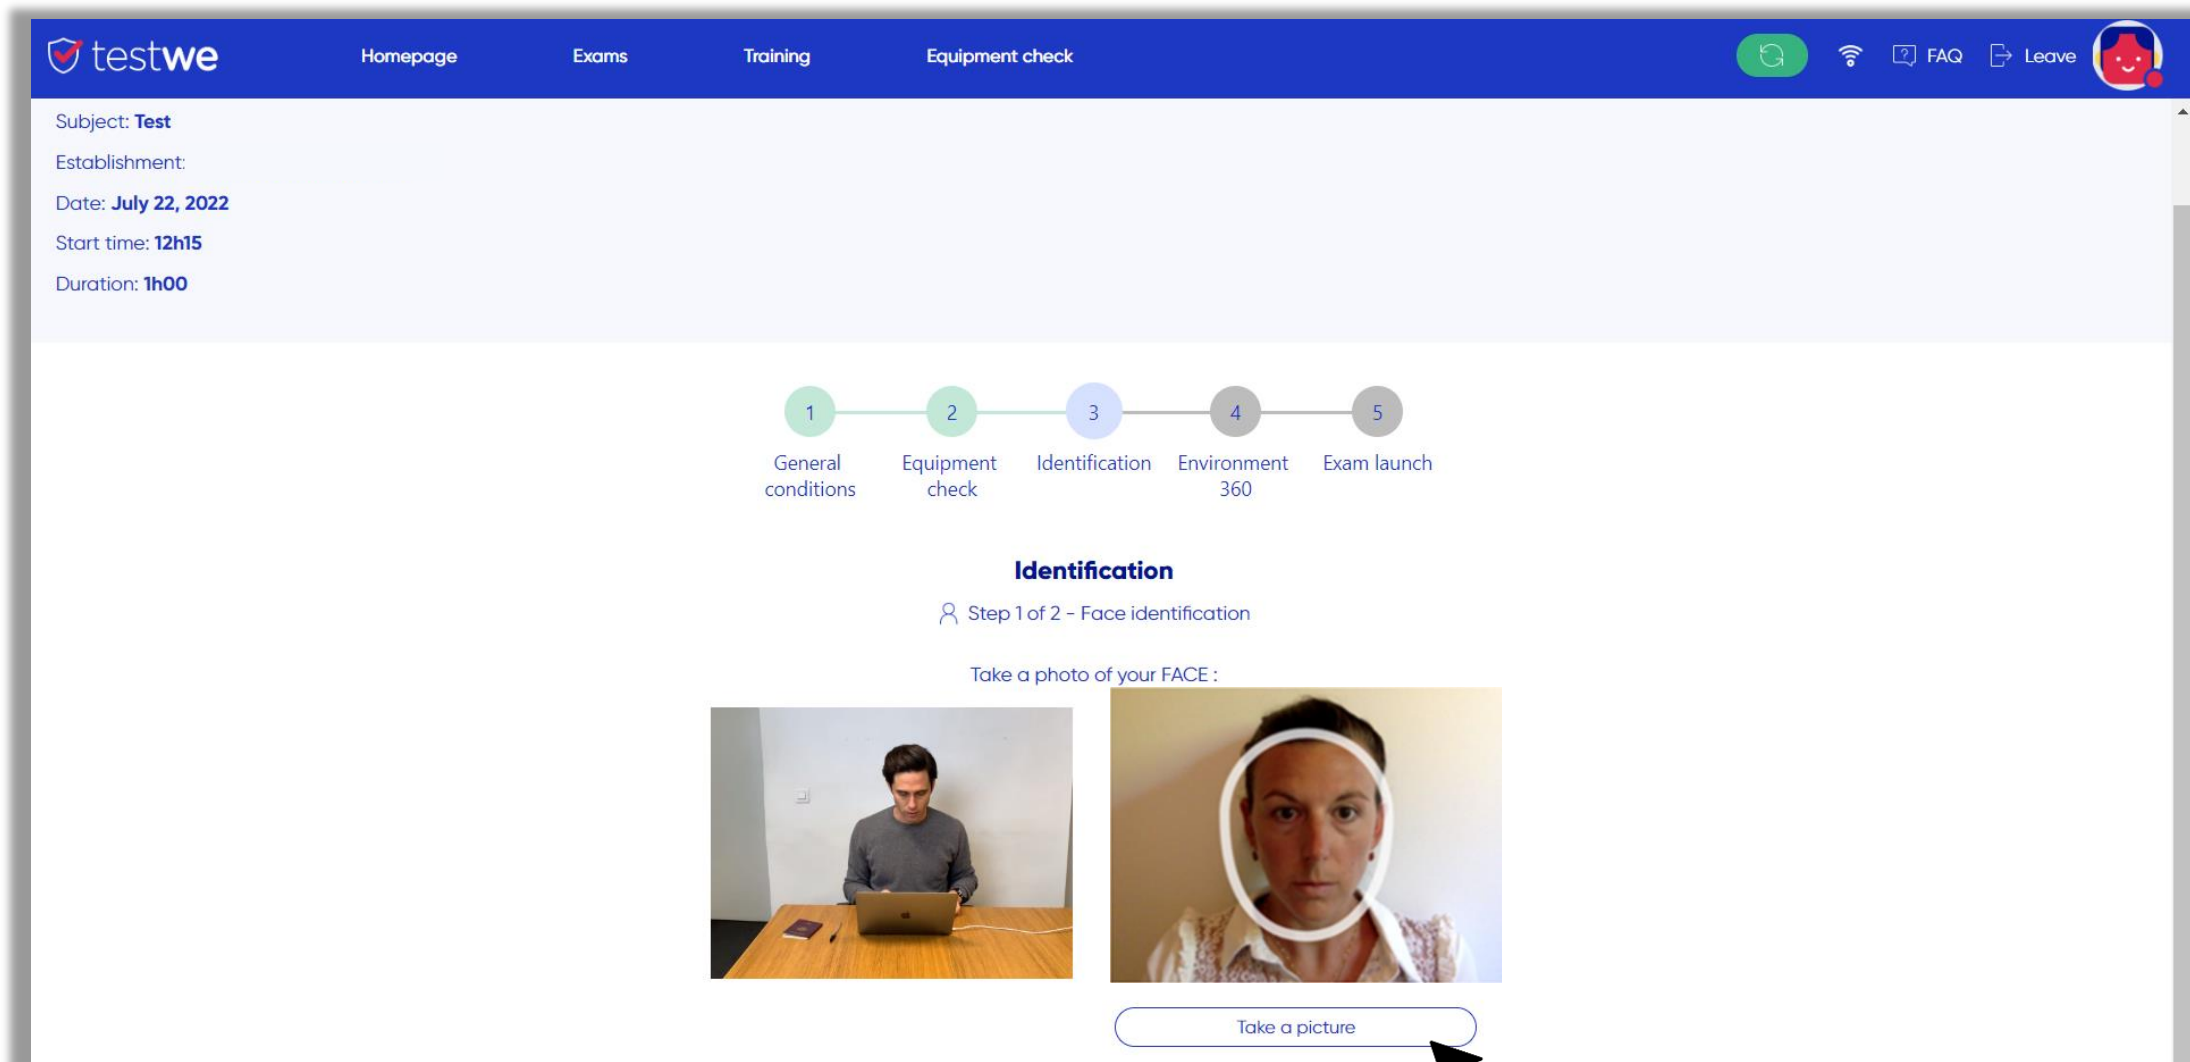 testwe
Homepage
Exams
Training
Equipment check
FAQ
Leave
Subject: Test
Establishment:
Date: July 22, 2022
Start time: 12h15
Duration: 1h00
1
2
3
4
5
General
conditions
Equipment
check
Identification
Environment
360
Exam launch
Identification
Step 1 of 2 - Face identification
Take a photo of your FACE :
Take a picture